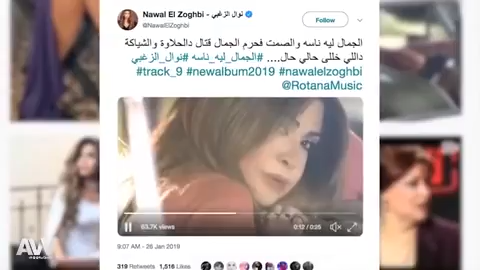 Nawal El Zoghbi - نوال الزغبي
@NawalElZoghbi
Follow
الجمال ليه ناسه والصمت فحرم الجمال قتال دالحلاوة والشياكة
داللي خللى حالي حال.... #الجمال_ليه_ناسه #نوال_الزغبي
#track_9 #newalbum2019 #nawalelzoghbi
@RotanaMusic
63.7K views
0:12 / 0:25
9:07 AM - 26 Jan 2019
319 Retweets 1,516 Likes
AW